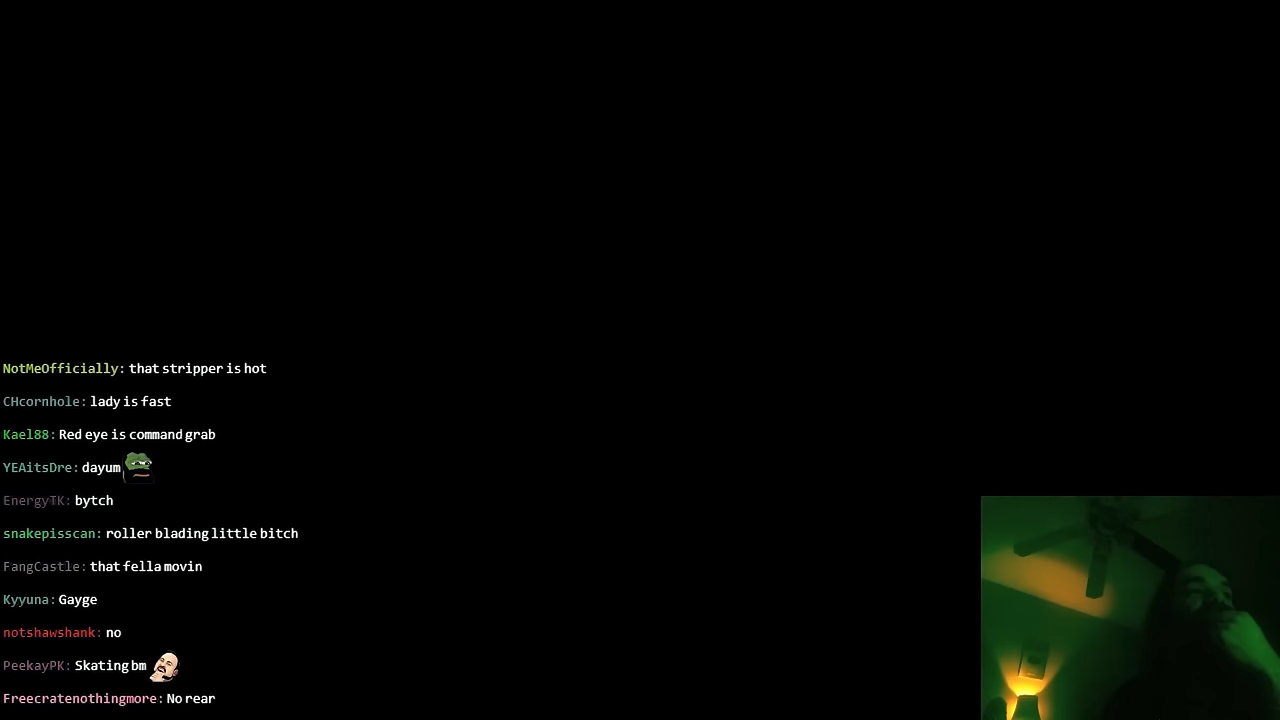 NotMeOfficially: that stripper is hot
CHcornhole: lady is fast
Kael88: Red eye is command grab
YEAitsDre: dayum
EnergyTK: bytch
snakepisscan: roller blading little bitch
FangCastle: that fella movin
Kyyuna: Gayge
notshawshank: no
PeekayPK: Skating bm
Freecratenothingmore: No rear